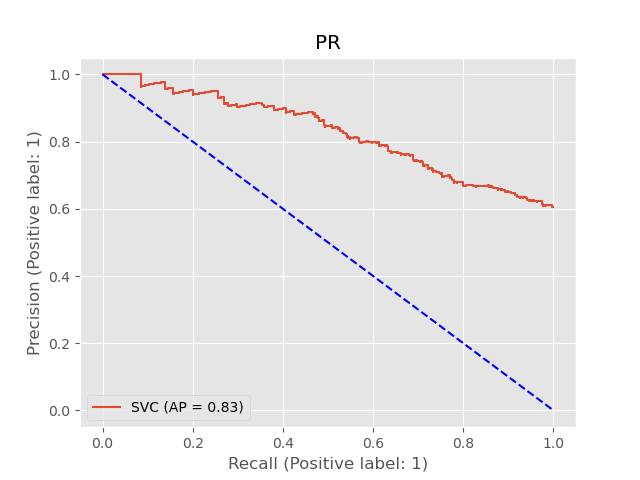 PR
Precision (Positive label: 1)
1.0
0.8
0.6
0.4
0.2
0.0
SVC (AP = 0.83)
0.0 0.2 0.4 0.6 0.8 1.0
Recall (Positive label: 1)